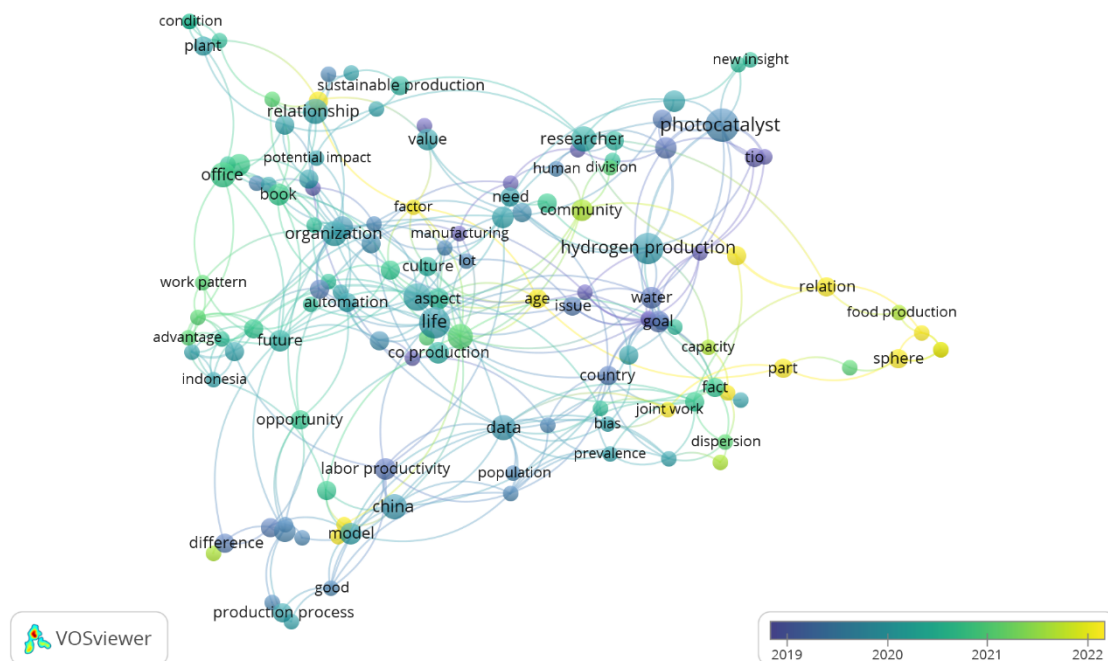 condition
plant
new insight
sustainable production
relationship
photocatalyst
value
researcher
potential impact
tio
human
division
office
book
need
factor
community
organization
manufacturing
hydrogen production
lot
culture
work pattern
relation
automation
aspect
age
issue
water
food production
life
goal
advantage
future
co production
capacity
sphere
indonesia
country
part
fact
opportunity
joint work
data
bias
dispersion
prevalence
labor productivity
population
china
model
difference
good
production process
VOSviewer
2019
2020
2021
2022